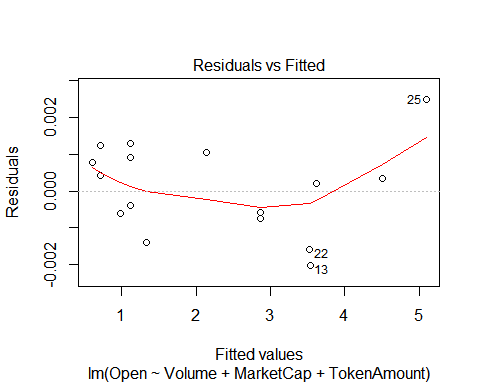 Residuals vs Fitted
Residuals
0.002
0.000
-0.002
25
22
13
1 2 3 4 5
Fitted values
lm(Open ~ Volume + MarketCap + TokenAmount)